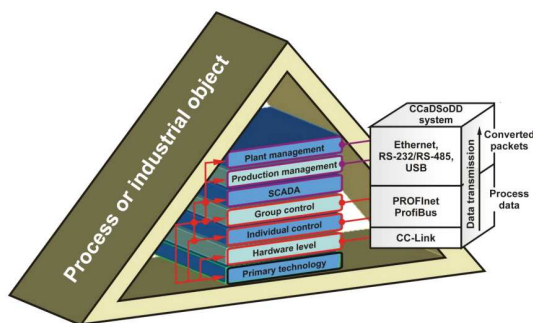 Process or industrial object
Plant management
Production management
SCADA
Group control
Individual control
Hardware level
Primary technology
CCaDSoDD
system
Ethernet,
RS-232/RS-485,
USB
PROFInet
ProfiBus
CC-Link
Data transmission
Converted
packets
Process
data